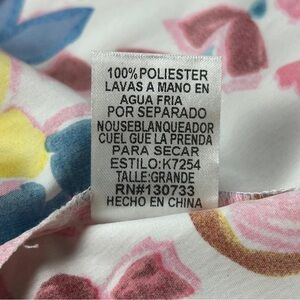 100%POLIESTER
LAVAS A MANO EN
AGUA FRIA
POR SEPARADO
NOUSEBLANQUEADOR
CUEL GUE LA PRENDA
PARA SECAR
ESTILO:K7254
TALLE:GRANDE
RN#130733
HECHO EN CHINA